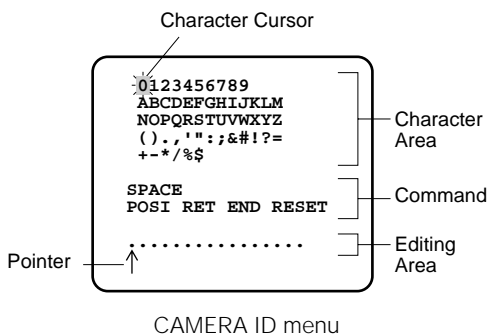 Character Cursor
0123456789
ABCDEFGHIJKLM
NOPQRSTUVWXYZ
().,'":;&#!?=
+-*/%$
Character
Area
SPACE
POSI RET END RESET
Command
................
Editing
Area
Pointer
CAMERA ID menu